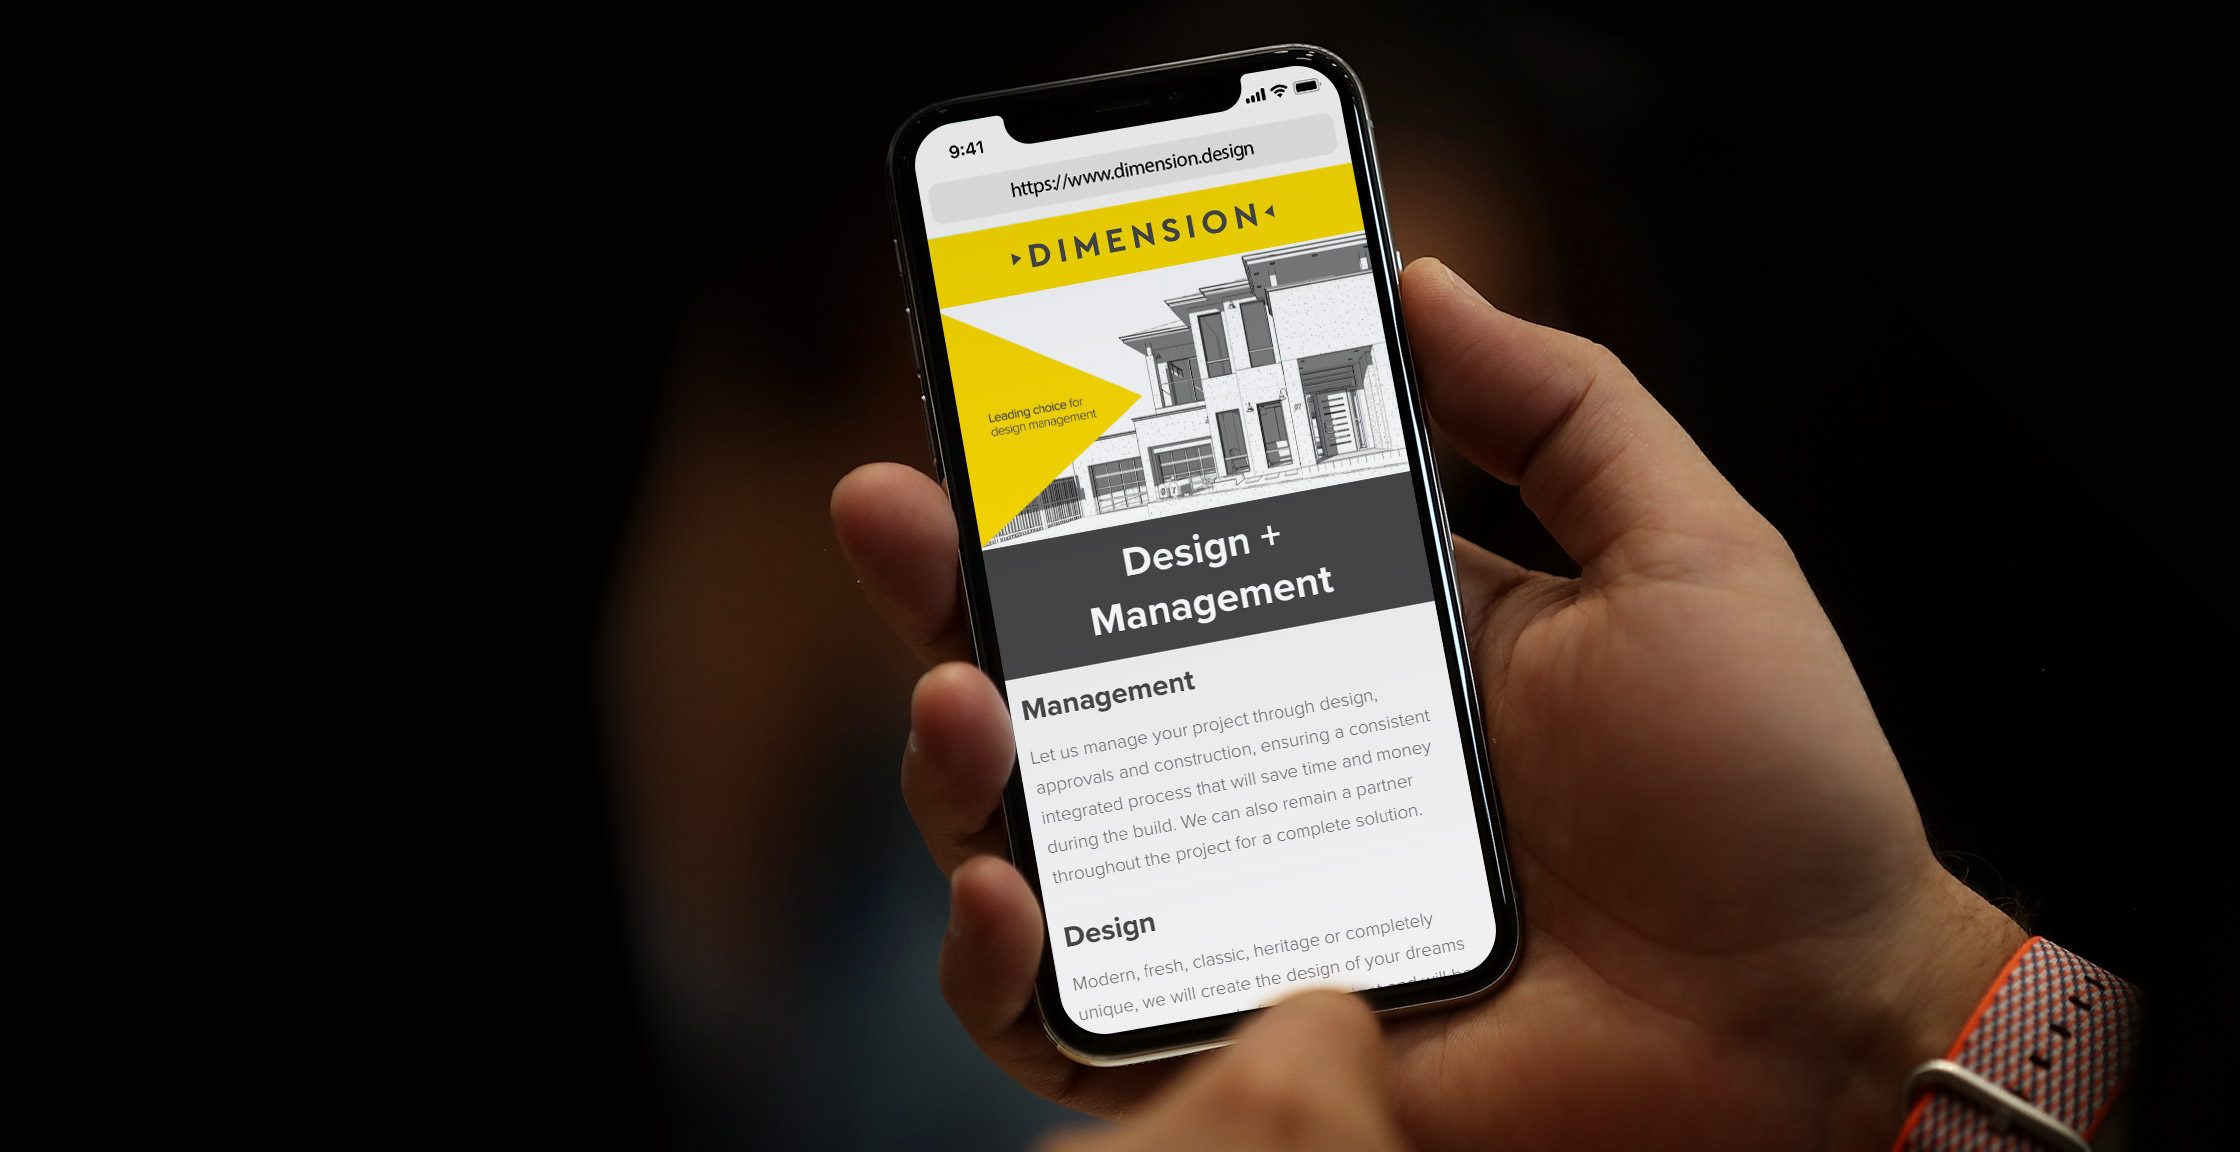 9:41
https://www.dimension.design
DIMENSION
Leading choice for
design management
Design +
Management
Management
Let us manage your project through design,
approvals and construction, ensuring a consistent
integrated process that will save time and money
during the build. We can also remain a partner
throughout the project for a complete solution.
Design
Modern, fresh, classic, heritage or completely
unique, we will create the design of your dreams
and will be